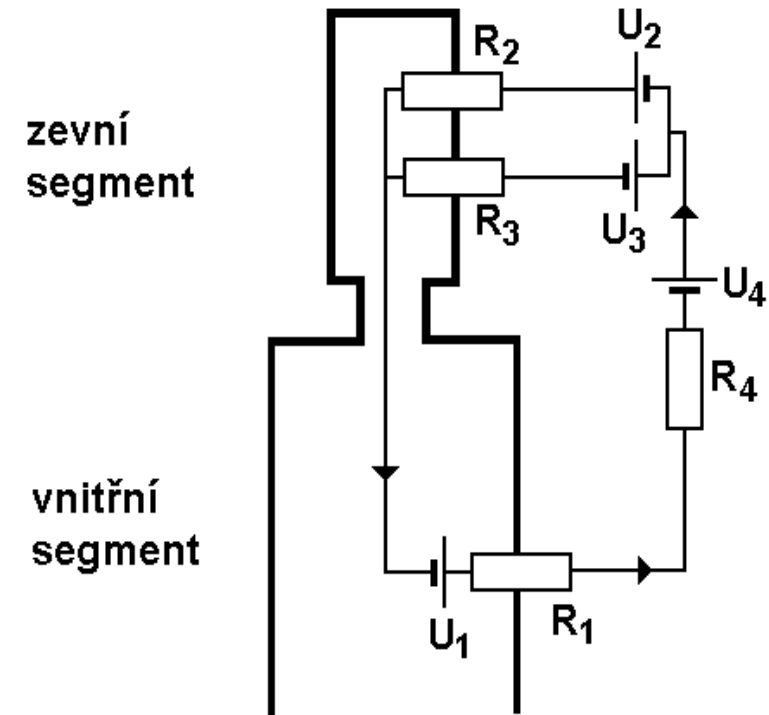 U2
R2
zevní
segment
R3
U3
U4
R4
vnitřní
segment
U1
R1